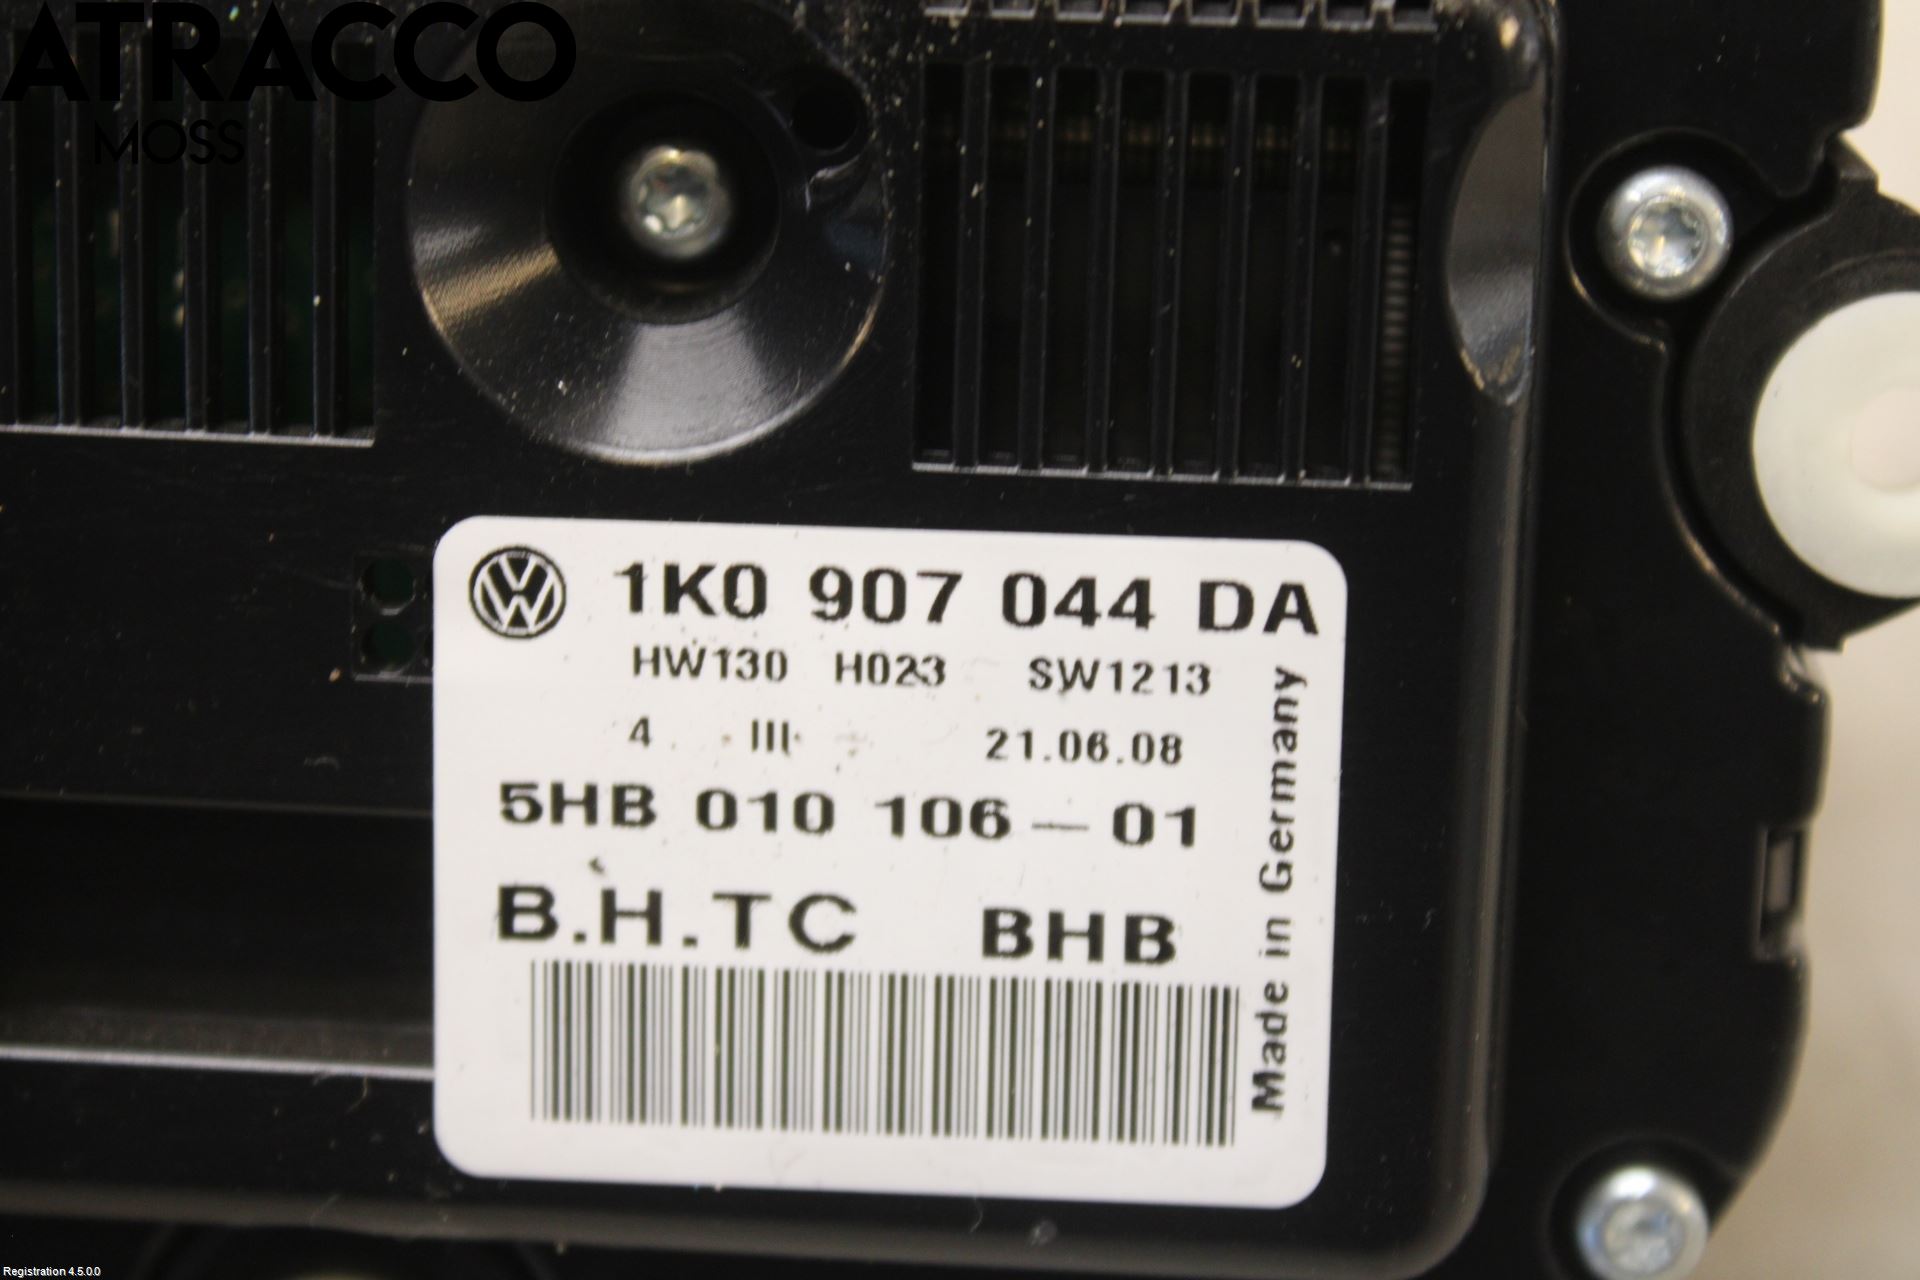 ATRACCO
MOSS
1K0 907 044 DA
HW130 H023 SW1213
4 III 21.06.08
5HB 010 106-01
B.H.TC BHB
Made in Germany
Registration 4.5.0.0